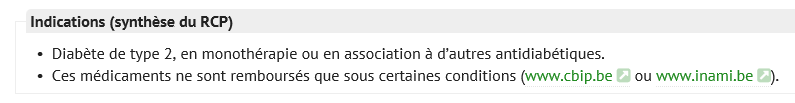 Indications (synthèse du RCP)
• Diabète de type 2, en monothérapie ou en association à d'autres antidiabétiques.
• Ces médicaments ne sont remboursés que sous certaines conditions (www.cbip.be ou www.inami.be).